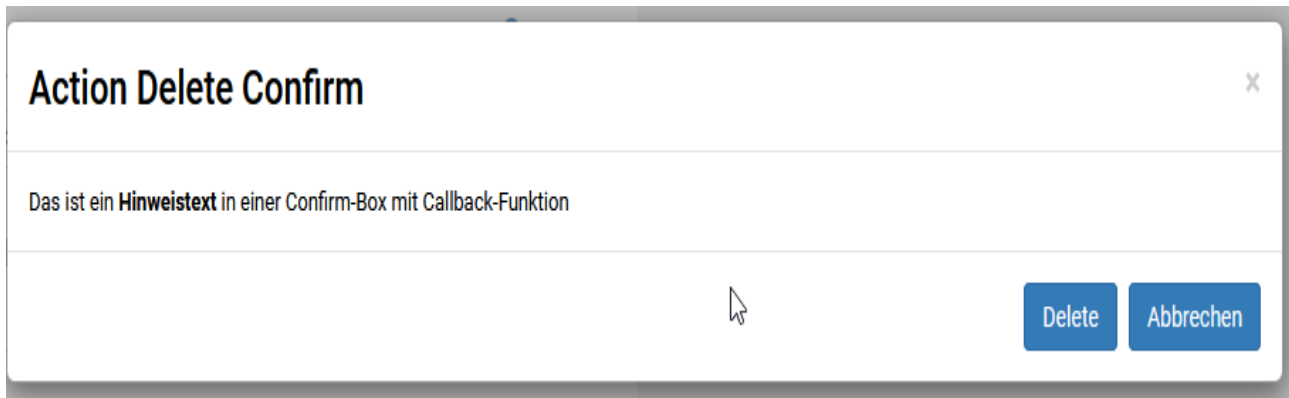 Action Delete Confirm ×
Das ist ein Hinweistext in einer Confirm-Box mit Callback-Funktion
Delete Abbrechen